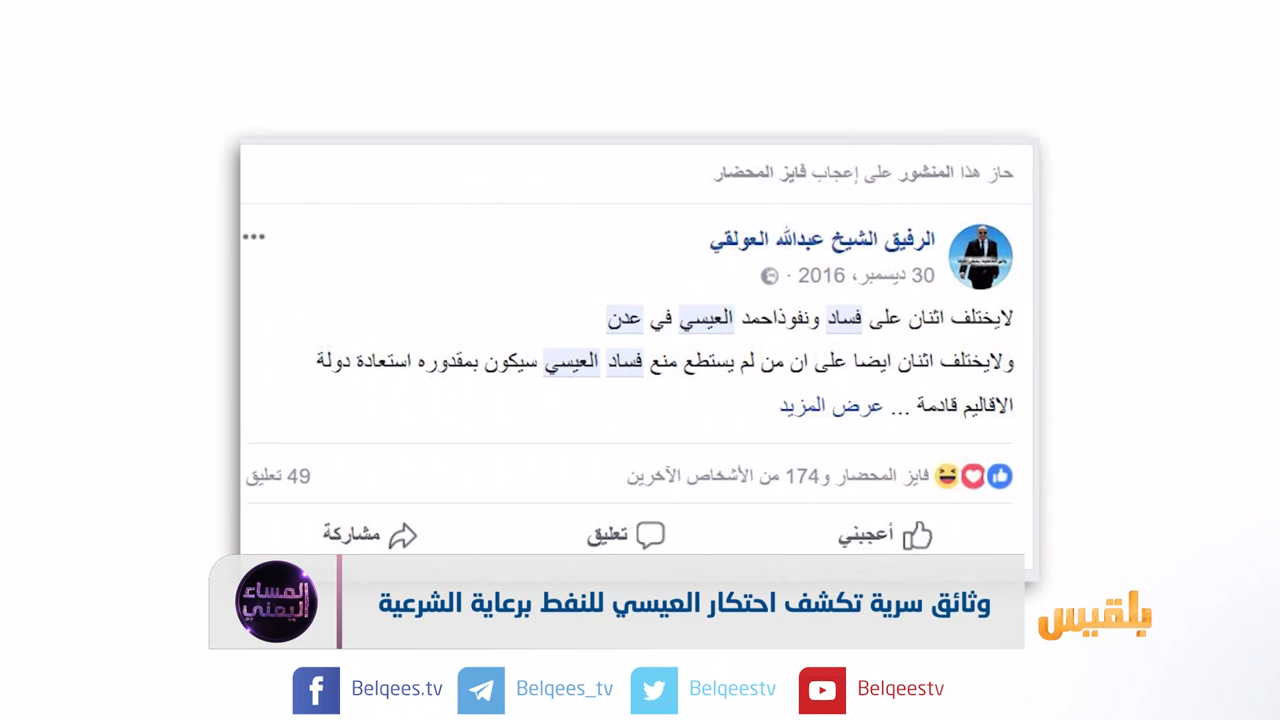 حاز هذا المنشور على إعجاب فايز المحضار
الرفيق الشيخ عبدالله العولقي
30 ديسمبر، 2016 ·
لايختلف اثنان على فساد ونفوذاحمد العيسي في عدن
ولايختلف اثنان ايضا على ان من لم يستطع منع فساد العيسي سيكون بمقدوره استعادة دولة
الاقاليم قادمة ... عرض المزيد
فايز المحضار و174 من الأشخاص الآخرين
49 تعليق
أعجبني
تعليق
مشاركة
وثائق سرية تكشف احتكار العيسي للنفط برعاية الشرعية
المساء
اليمني
بلقيس
Belqees.tv
Belqees_tv
Belqeestv
Belqeestv